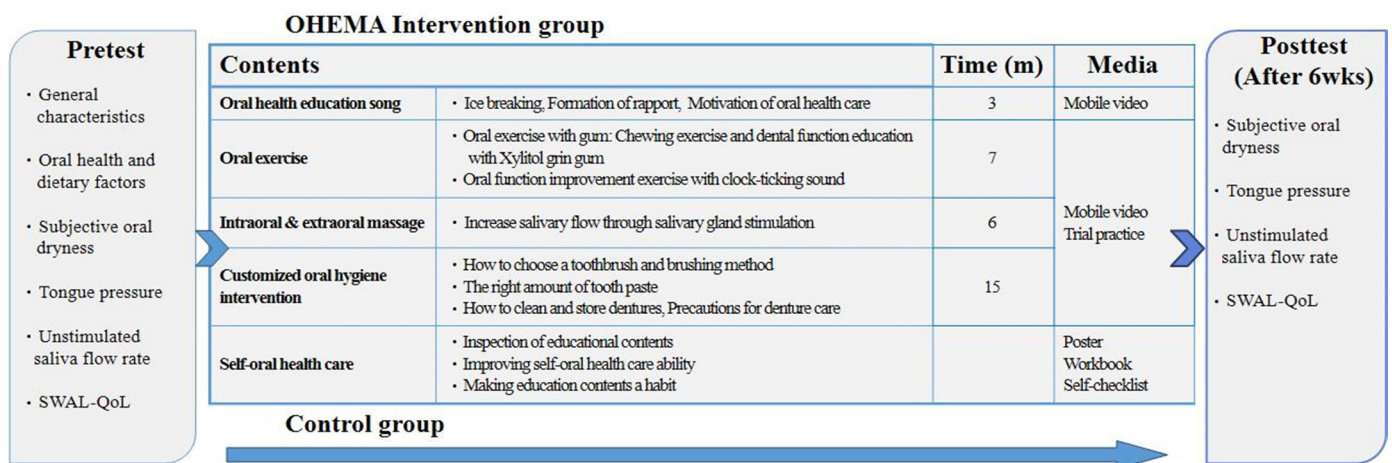 OHEMA Intervention group
Pretest
· General
characteristics
· Oral health and
dietary factors
· Subjective oral
dryness
· Tongue pressure
· Unstimulated
saliva flow rate
· SWAL-QoL
Contents
Time (m)
Media
Oral health education song
· Ice breaking, Formation of rapport, Motivation of oral health care
3
Mobile video
Oral exercise
· Oral exercise with gum: Chewing exercise and dental function education
with Xylitol grin gum
· Oral function improvement exercise with clock-ticking sound
7
Intraoral & extraoral massage
· Increase salivary flow through salivary gland stimulation
6
Mobile video
Trial practice
Customized oral hygiene
intervention
· How to choose a toothbrush and brushing method
· The right amount of tooth paste
· How to clean and store dentures, Precautions for denture care
15
Self-oral health care
· Inspection of educational contents
· Improving self-oral health care ability
· Making education contents a habit
Poster
Workbook
Self-checklist
Control group
Posttest
(After 6wks)
· Subjective oral
dryness
· Tongue pressure
· Unstimulated
saliva flow rate
· SWAL-QoL